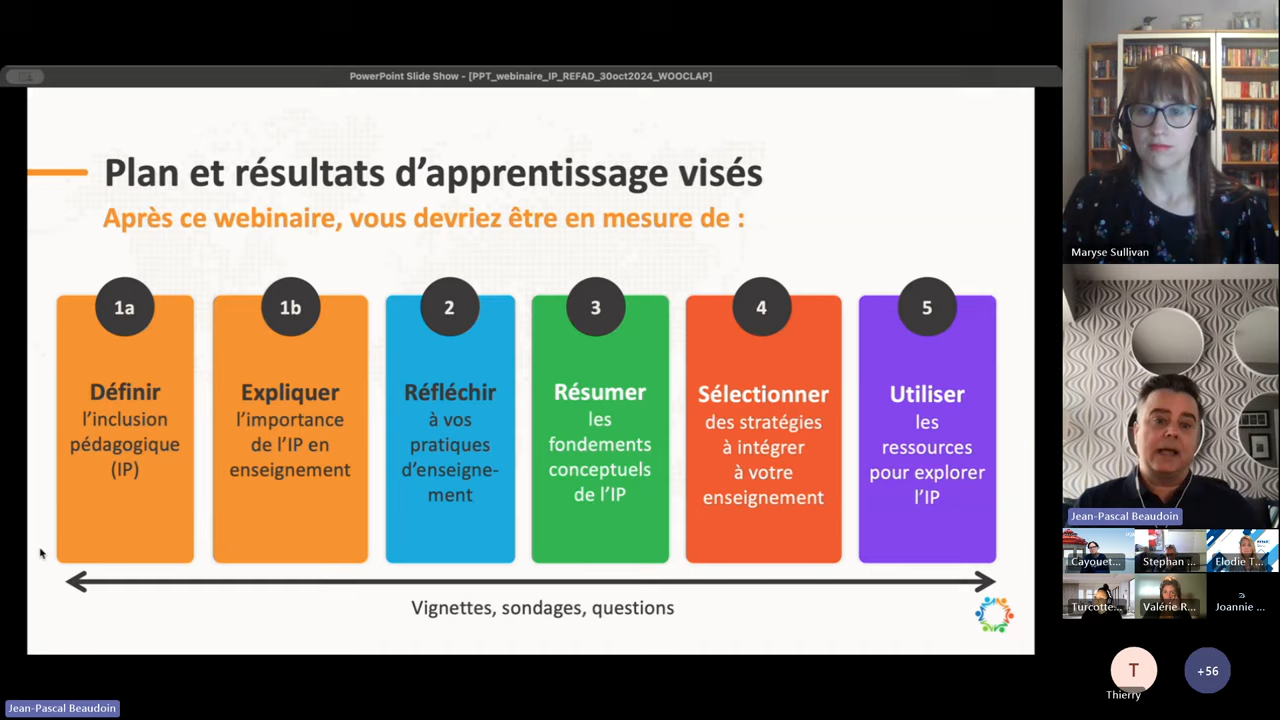 PowerPoint Slide Show - [PPT_webinaire_IP_REFAD_30oct2024_WOOCLAP]
Plan et résultats d’apprentissage visés
Après ce webinaire, vous devriez être en mesure de :
1a
Définir
l’inclusion
pédagogique
(IP)
1b
Expliquer
l’importance
de l’IP en
enseignement
2
Réfléchir
à vos
pratiques
d’enseigne-
ment
3
Résumer
les
fondements
conceptuels
de l’IP
4
Sélectionner
des stratégies
à intégrer
à votre
enseignement
5
Utiliser
les
ressources
pour explorer
l’IP
Vignettes, sondages, questions
Jean-Pascal Beaudoin
Maryse Sullivan
Jean-Pascal Beaudoin
Cayouet...
Stephan ...
Elodie T...
Turcotte...
Valérie R...
Joannie ...
T
Thierry
+56